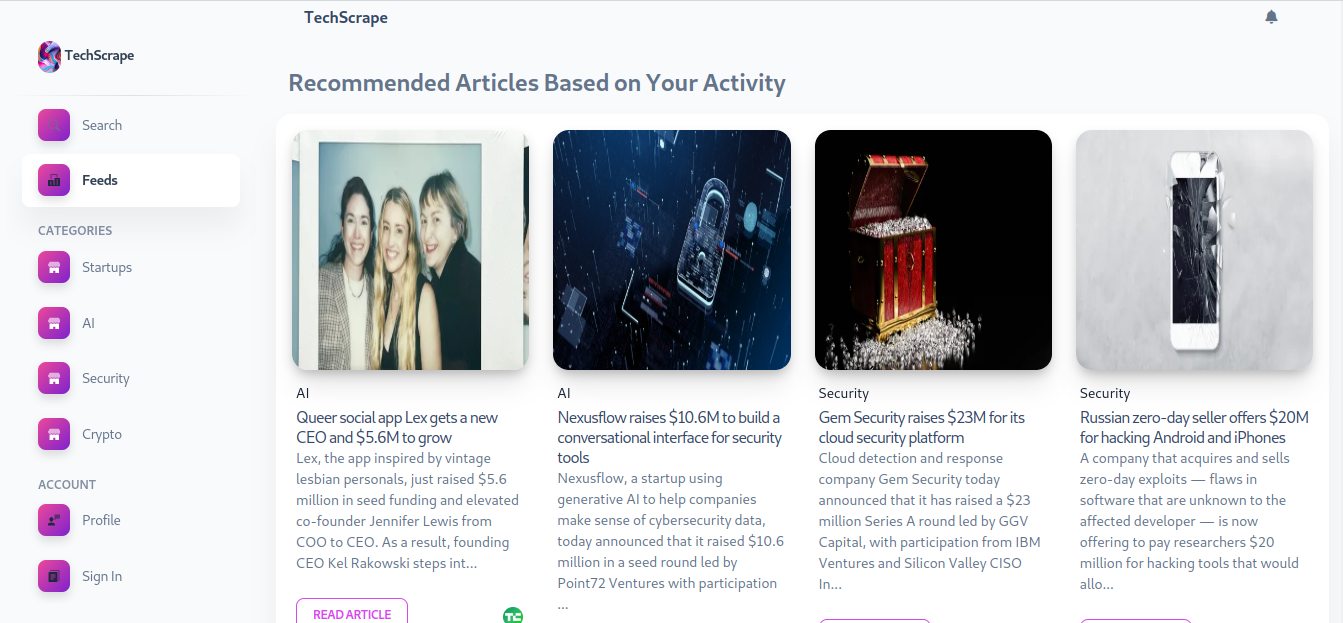 TechScrape
TechScrape
Search
Feeds
CATEGORIES
Startups
AI
Security
Crypto
ACCOUNT
Profile
Sign In
Recommended Articles Based on Your Activity
AI
Queer social app Lex gets a new
CEO and $5.6M to grow
Lex, the app inspired by vintage
lesbian personals, just raised $5.6
million in seed funding and elevated
co-founder Jennifer Lewis from
COO to CEO. As a result, founding
CEO Kel Rakowski steps int...
READ ARTICLE
TC
AI
Nexusflow raises $10.6M to build a
conversational interface for security
tools
Nexusflow, a startup using
generative AI to help companies
make sense of cybersecurity data,
today announced that it raised $10.6
million in a seed round led by
Point72 Ventures with participation
...
Security
Gem Security raises $23M for its
cloud security platform
Cloud detection and response
company Gem Security today
announced that it has raised a $23
million Series A round led by GGV
Capital, with participation from IBM
Ventures and Silicon Valley CISO
In...
Security
Russian zero-day seller offers $20M
for hacking Android and iPhones
A company that acquires and sells
zero-day exploits — flaws in
software that are unknown to the
affected developer — is now
offering to pay researchers $20
million for hacking tools that would
allo...